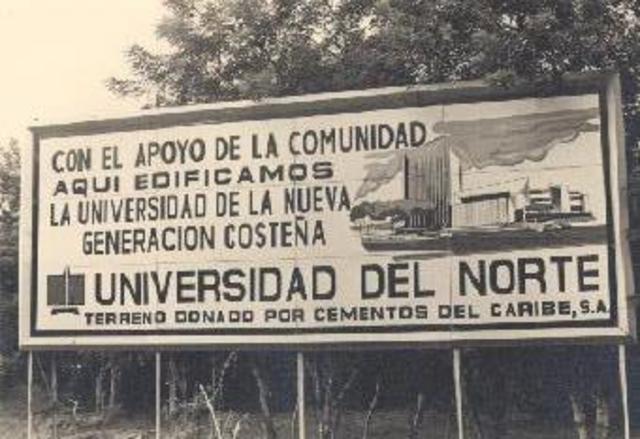 CON EL APOYO DE LA COMUNIDAD
AQUI EDIFICAMOS
LA UNIVERSIDAD DE LA NUEVA
GENERACION COSTEÑA
UNIVERSIDAD DEL NORTE
TERRENO DONADO POR CEMENTOS DEL CARIBE, S.A.